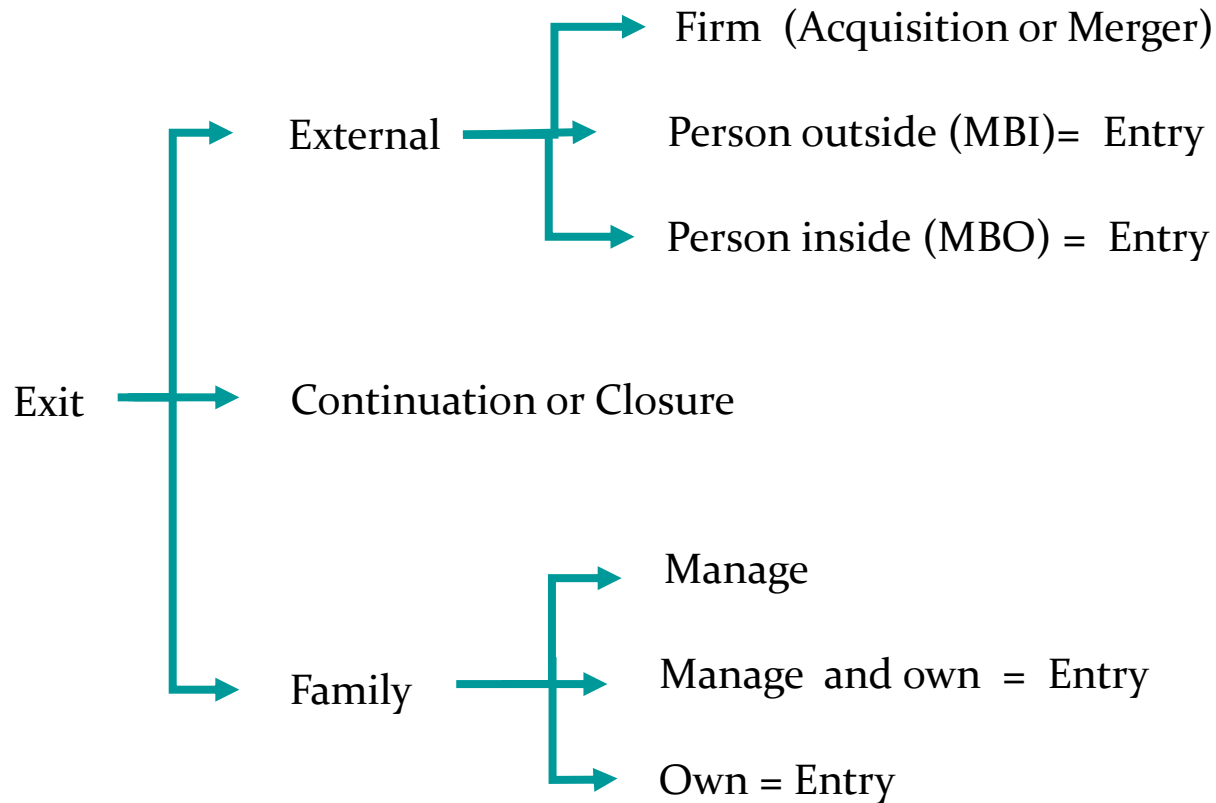 Firm (Acquisition or Merger)
External
Person outside (MBI)= Entry
Person inside (MBO) = Entry
Exit
Continuation or Closure
Manage
Family
Manage and own = Entry
Own = Entry